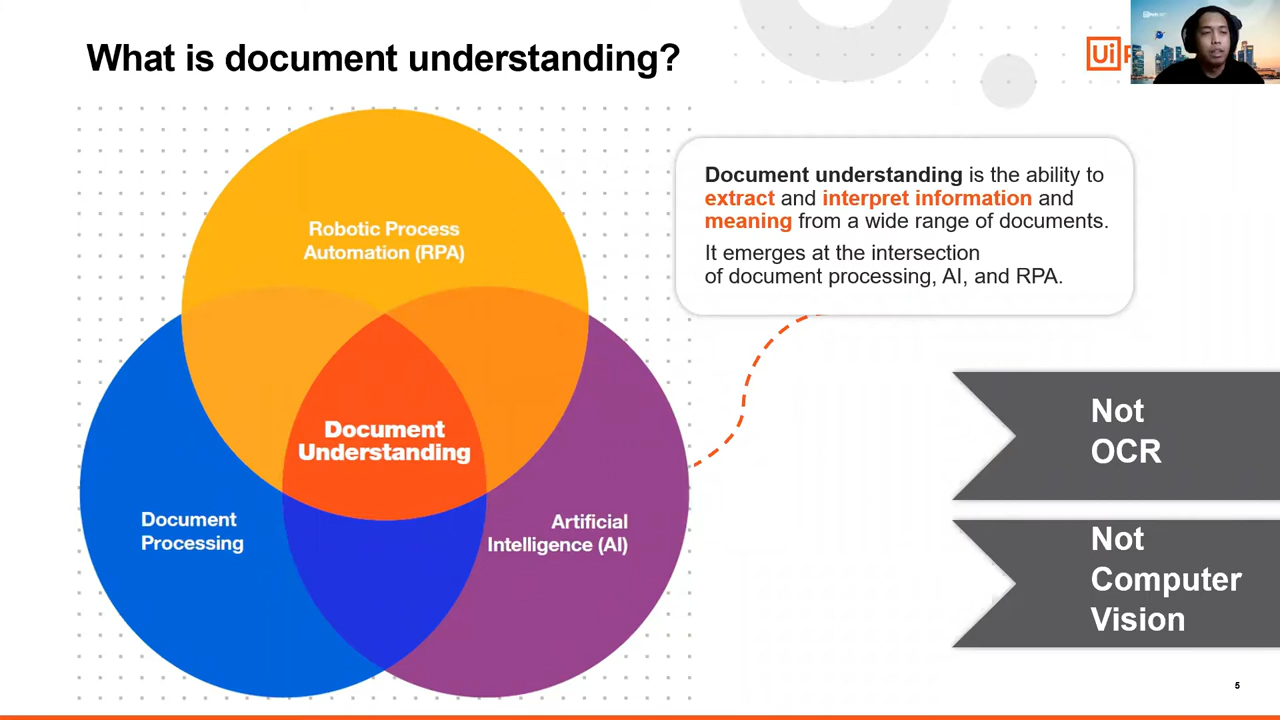 What is document understanding?
Ui
Robotic Process
Automation (RPA)
Document
Understanding
Document
Processing
Artificial
Intelligence (AI)
Document understanding is the ability to
extract and interpret information and
meaning from a wide range of documents.
It emerges at the intersection
of document processing, AI, and RPA.
Not
OCR
Not
Computer
Vision
5